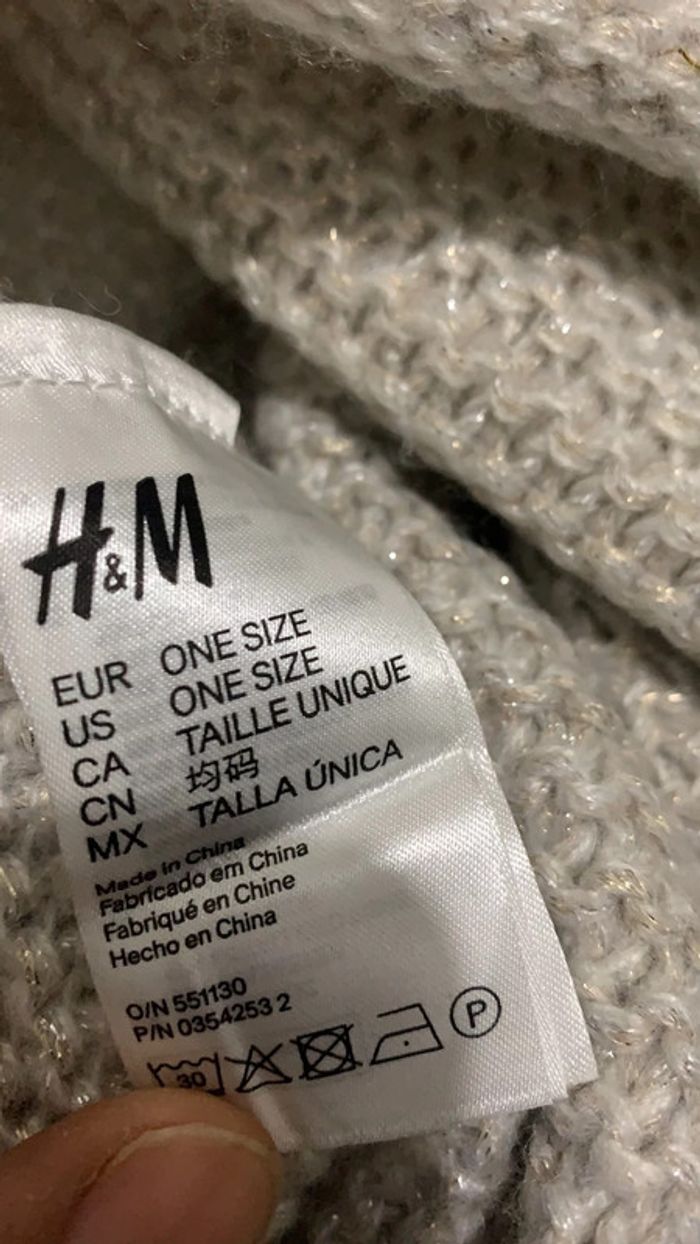 H&M
EUR ONE SIZE
US ONE SIZE
CA TAILLE UNIQUE
CN 均码
MX TALLA ÚNICA
Made in China
Fabricado em China
Fabriqué en Chine
Hecho en China
O/N 551130
P/N 0354253 2
30 P